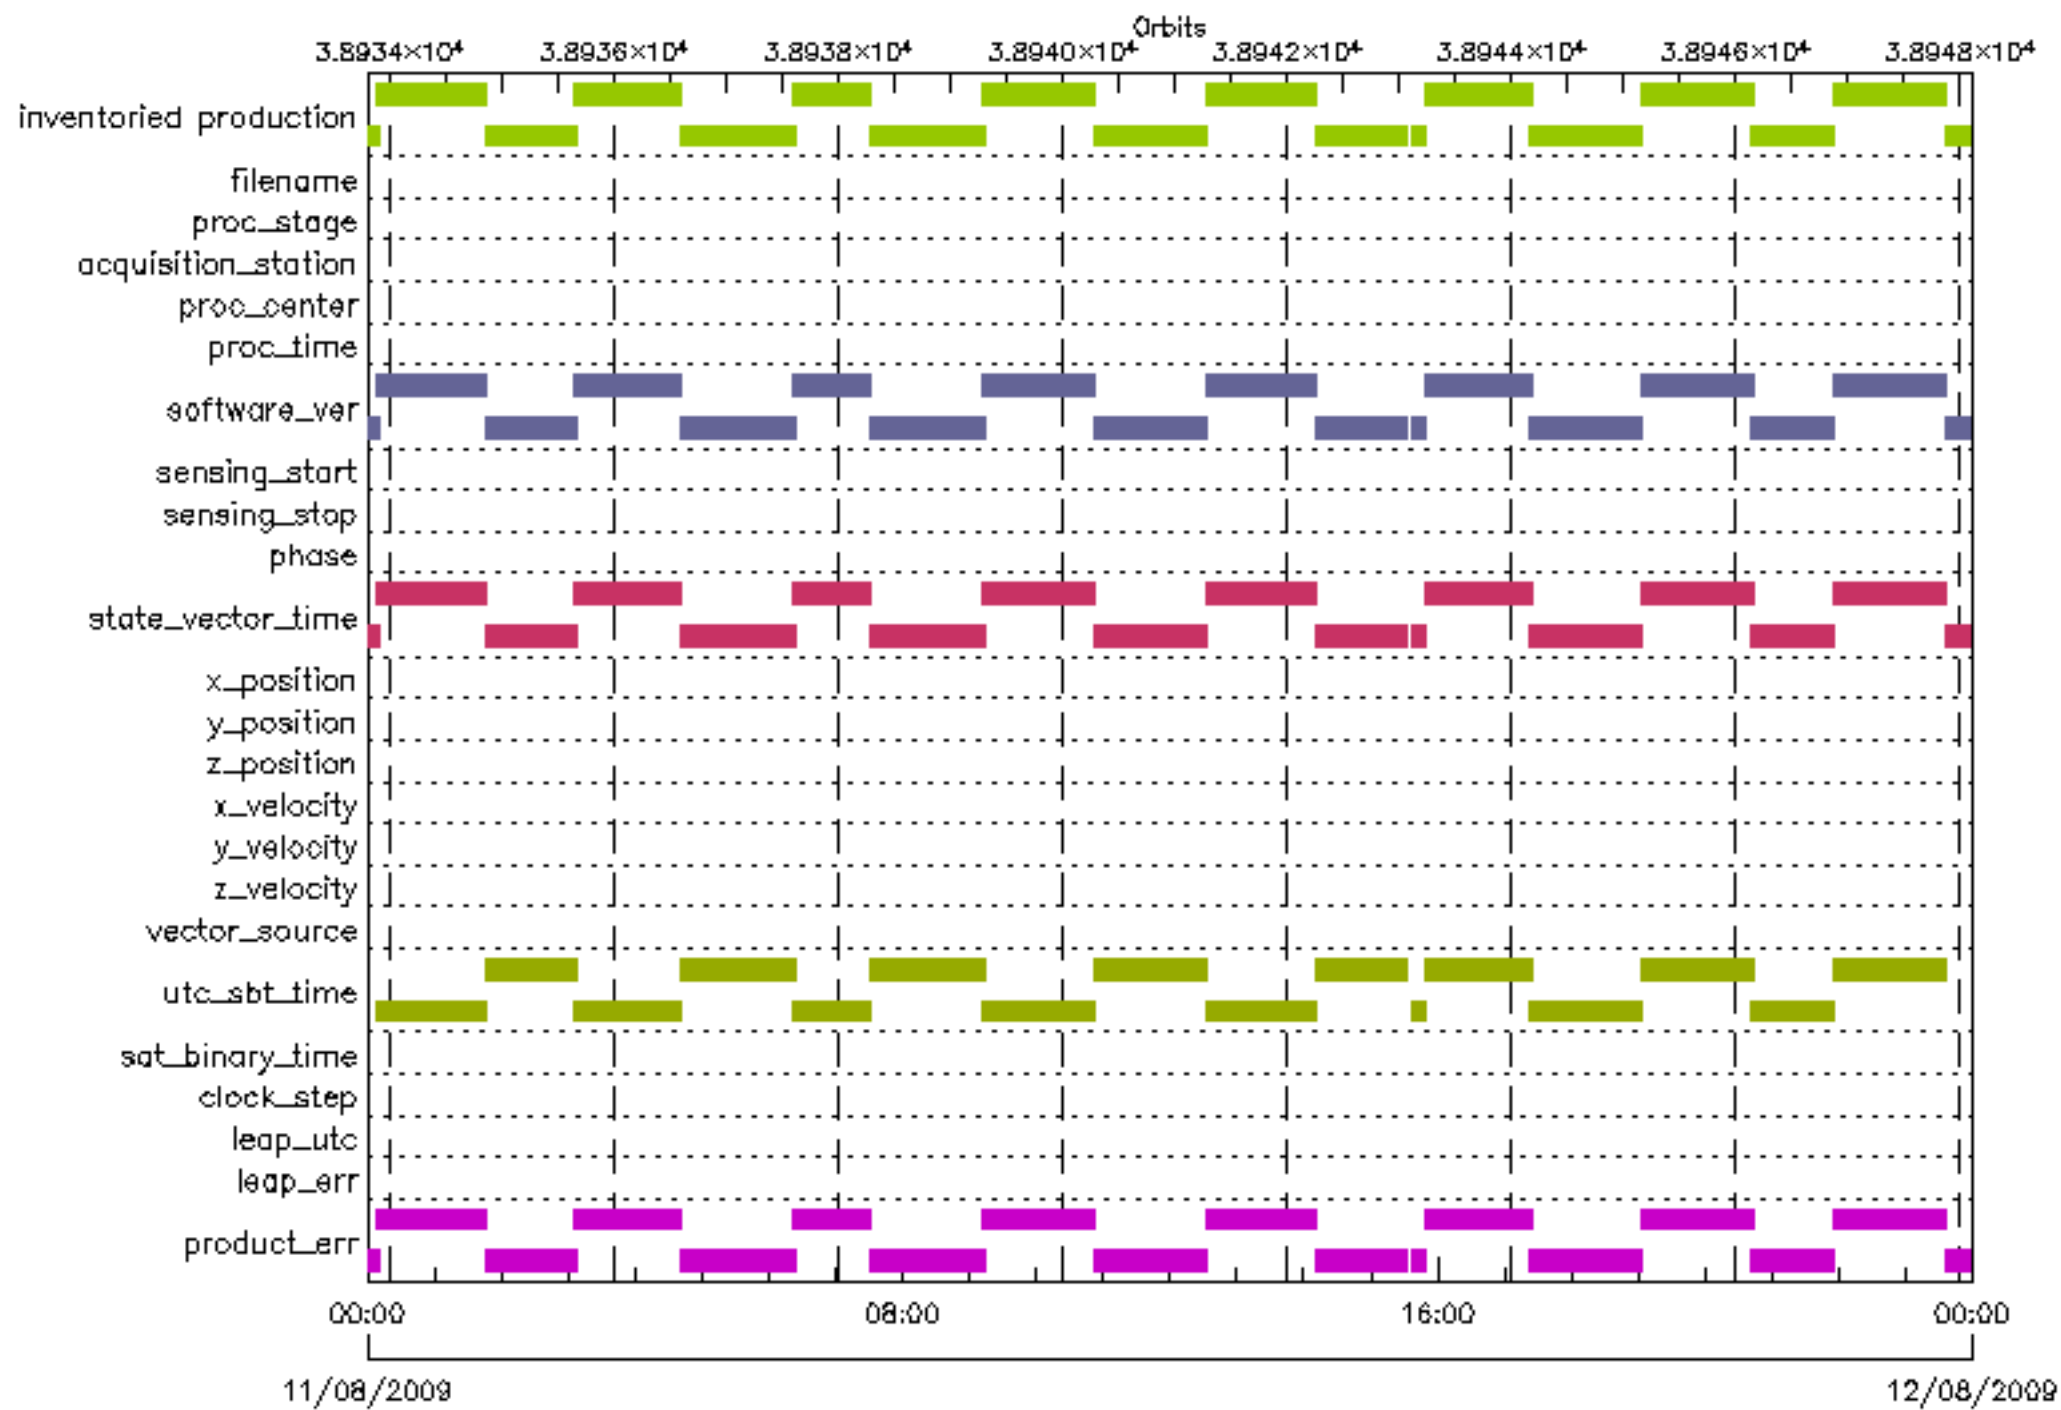 Orbits
3.8934×10⁴ 3.8936×10⁴ 3.8938×10⁴ 3.8940×10⁴ 3.8942×10⁴ 3.8944×10⁴ 3.8946×10⁴ 3.8948×10⁴
inventoried production
filename
proc_stage
acquisition_station
proc_center
proc_time
software_ver
sensing_start
sensing_stop
phase
state_vector_time
x_position
y_position
z_position
x_velocity
y_velocity
z_velocity
vector_source
utc_sbt_time
sat_binary_time
clock_step
leap_utc
leap_err
product_err
00:00 08:00 16:00 00:00
11/08/2009 12/08/2009